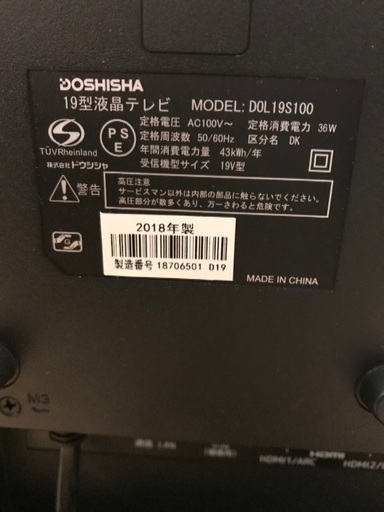 DOSHISHA
19型液晶テレビ MODEL: DOL19S100
定格電圧 AC100V～ 定格消費電力 36W
定格周波数 50/60Hz 区分名 DK
年間消費電力量 43kWh/年
受信機型サイズ 19V型
S
TÜVRheinland
PS
E
株式会社ドウシシャ
警告
高圧注意
サービスマン以外は内部の部品に触らないでください。
高圧部分が数多くあり、万一さわると危険です。
G
2018年製
製造番号 18706501 D19
MADE IN CHINA
M3
LAN
HDMI
HDMI1/ARC